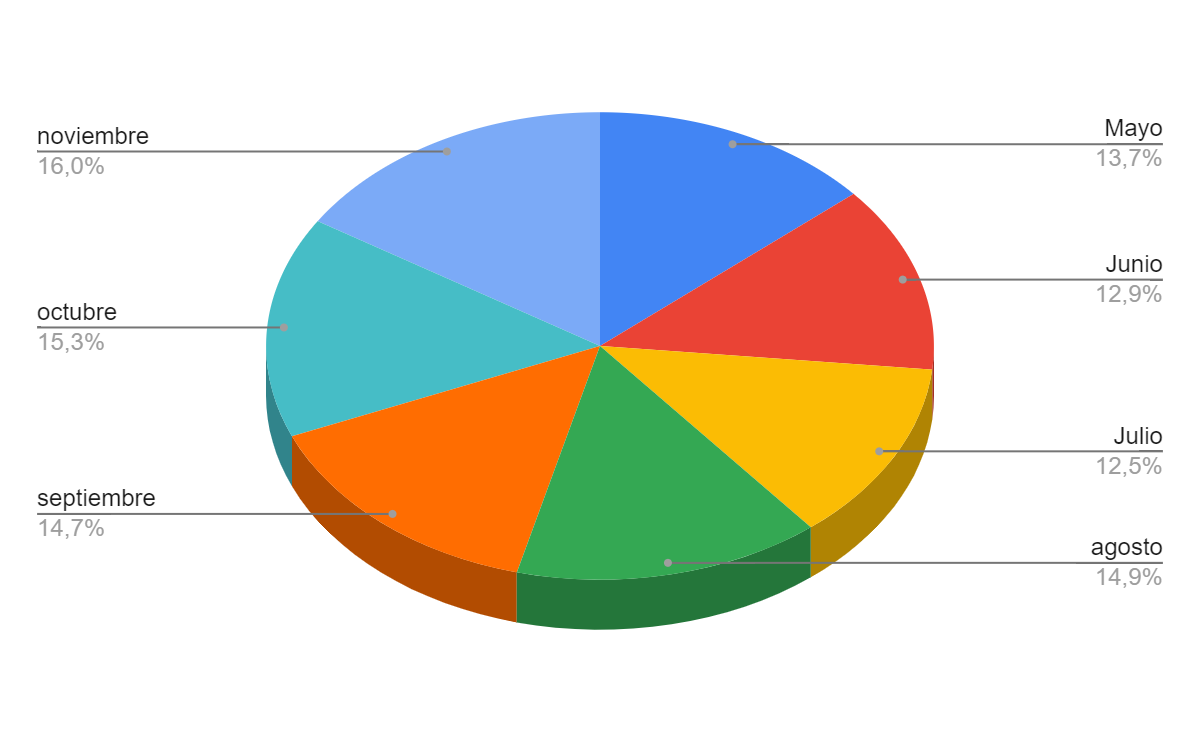 noviembre
16,0%
octubre
15,3%
septiembre
14,7%
Mayo
13,7%
Junio
12,9%
Julio
12,5%
agosto
14,9%